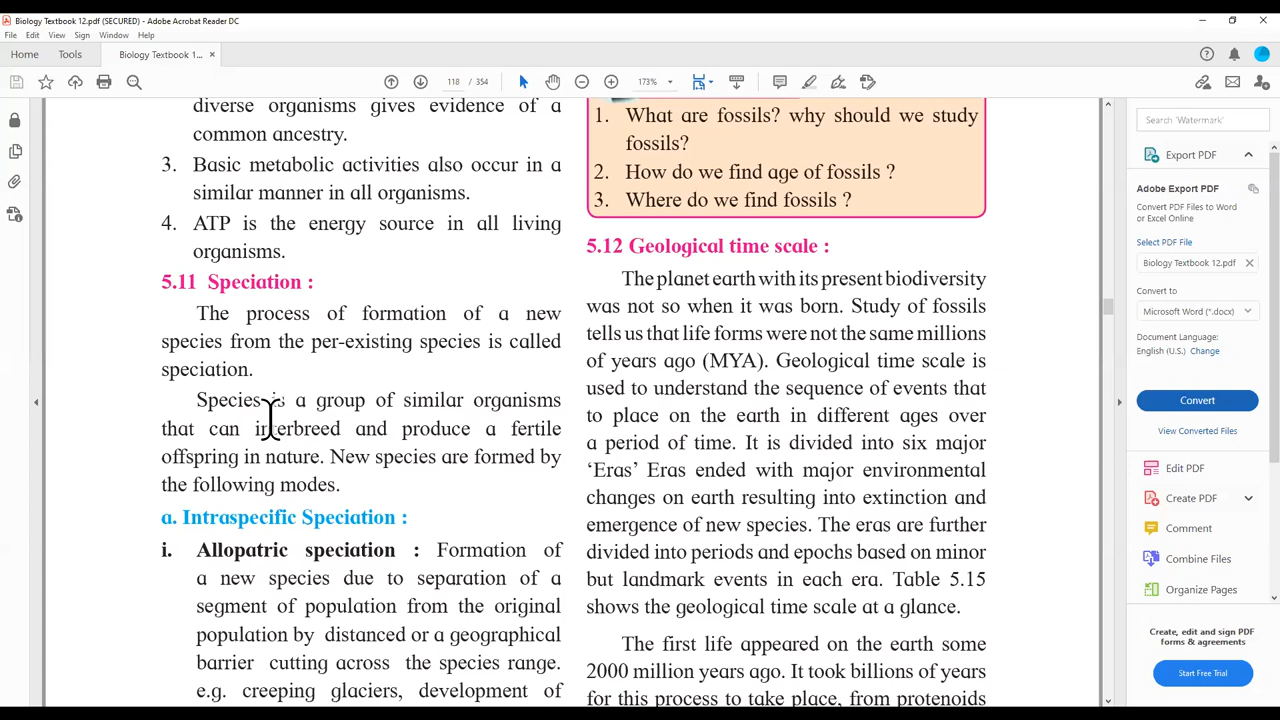 Biology Textbook 12.pdf (SECURED) - Adobe Acrobat Reader DC
File Edit View Sign Window Help
Home Tools Biology Textbook 1... ×
118 / 354 173%
diverse organisms gives evidence of a
common ancestry.
3. Basic metabolic activities also occur in a
similar manner in all organisms.
4. ATP is the energy source in all living
organisms.
5.11 Speciation :
The process of formation of a new
species from the per-existing species is called
speciation.
Species is a group of similar organisms
that can interbreed and produce a fertile
offspring in nature. New species are formed by
the following modes.
a. Intraspecific Speciation :
i. Allopatric speciation : Formation of
a new species due to separation of a
segment of population from the original
population by distanced or a geographical
barrier cutting across the species range.
e.g. creeping glaciers, development of
1. What are fossils? why should we study
fossils?
2. How do we find age of fossils ?
3. Where do we find fossils ?
5.12 Geological time scale :
The planet earth with its present biodiversity
was not so when it was born. Study of fossils
tells us that life forms were not the same millions
of years ago (MYA). Geological time scale is
used to understand the sequence of events that
to place on the earth in different ages over
a period of time. It is divided into six major
‘Eras’ Eras ended with major environmental
changes on earth resulting into extinction and
emergence of new species. The eras are further
divided into periods and epochs based on minor
but landmark events in each era. Table 5.15
shows the geological time scale at a glance.
The first life appeared on the earth some
2000 million years ago. It took billions of years
for this process to take place, from protenoids
Search 'Watermark'
Export PDF
Adobe Export PDF
Convert PDF Files to Word
or Excel Online
Select PDF File
Biology Textbook 12.pdf ×
Convert to
Microsoft Word (*.docx)
Document Language:
English (U.S.) Change
Convert
View Converted Files
Edit PDF
Create PDF
Comment
Combine Files
Organize Pages
Create, edit and sign PDF
forms & agreements
Start Free Trial